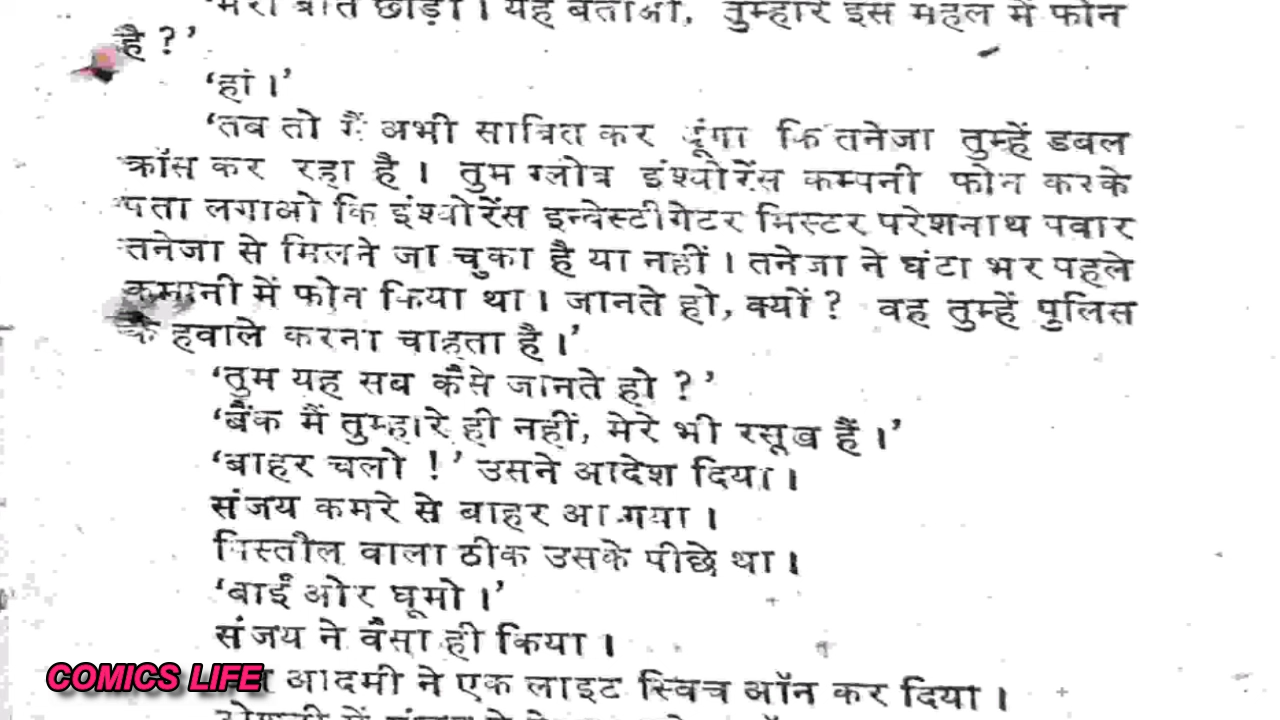 मेरी बात छोड़ो । यह बताओ, तुम्हारे इस महल में फोन
है ?’
‘हां ।’
‘तब तो मैं अभी साबित कर दूंगा कि तनेजा तुम्हें डबल
क्रॉस कर रहा है । तुम ग्लोब इंश्योरेंस कम्पनी फोन करके
पता लगाओ कि इंश्योरेंस इन्वेस्टीगेटर मिस्टर परेशनाथ पवार
तनेजा से मिलने जा चुका है या नहीं । तनेजा ने घंटा भर पहले
कम्पनी में फोन किया था । जानते हो, क्यों ? वह तुम्हें पुलिस
के हवाले करना चाहता है ।’
‘तुम यह सब कैसे जानते हो ?’
‘बैंक मैं तुम्हारे ही नहीं, मेरे भी रसूख हैं ।’
‘बाहर चलो !’ उसने आदेश दिया ।
संजय कमरे से बाहर आ गया ।
पिस्तौल वाला ठीक उसके पीछे था ।
‘बाईं ओर घूमो ।’
संजय ने वैसा ही किया ।
आदमी ने एक लाइट स्विच ऑन कर दिया ।
COMICS LIFE